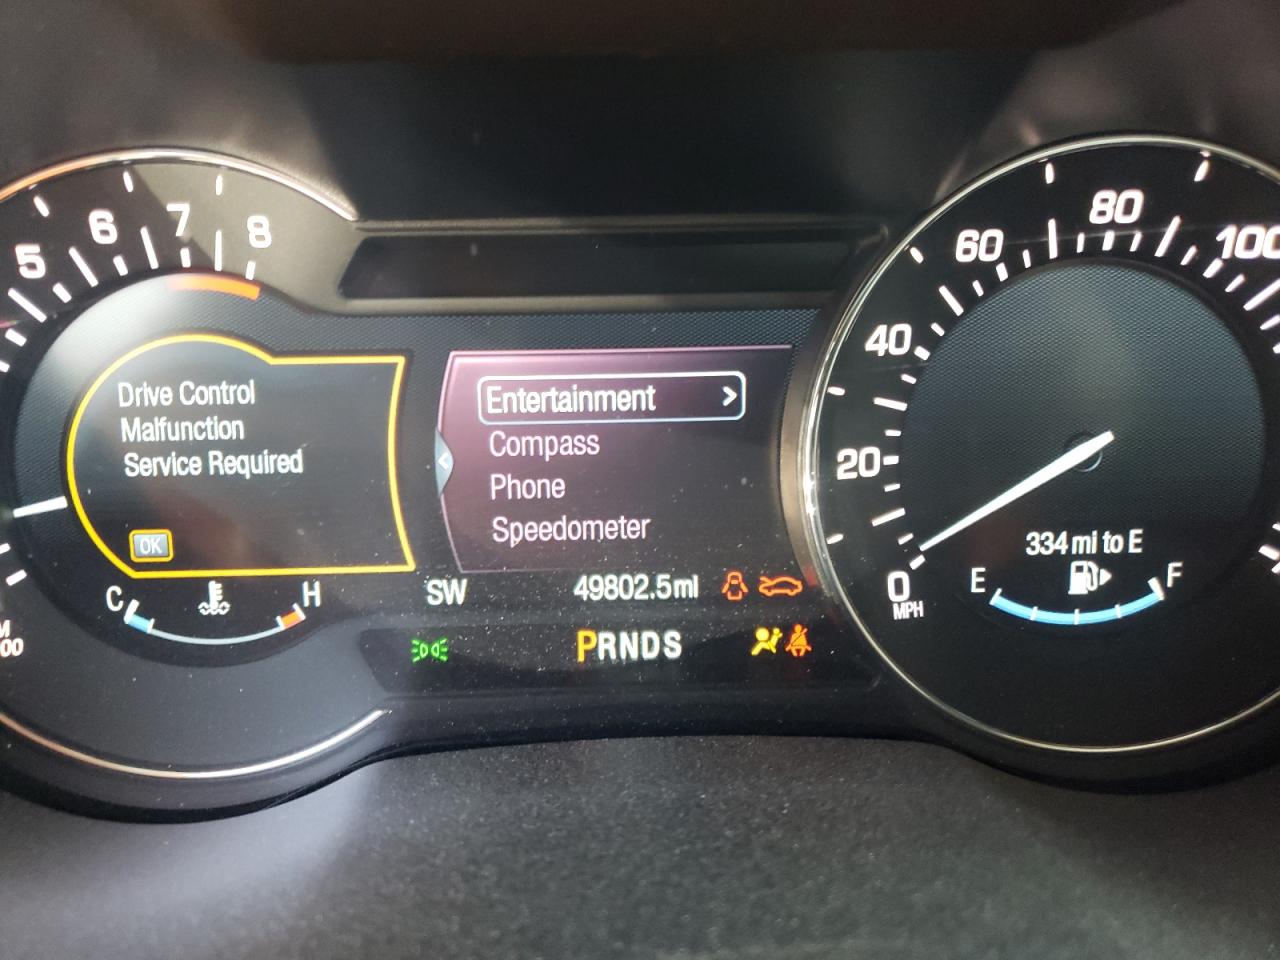 5
6
7
8
Drive Control
Malfunction
Service Required
OK
C
H
M
00
Entertainment >
Compass
Phone
Speedometer
SW
49802.5mi
PRNDS
0
20
40
60
80
100
MPH
334 mi to E
E
F